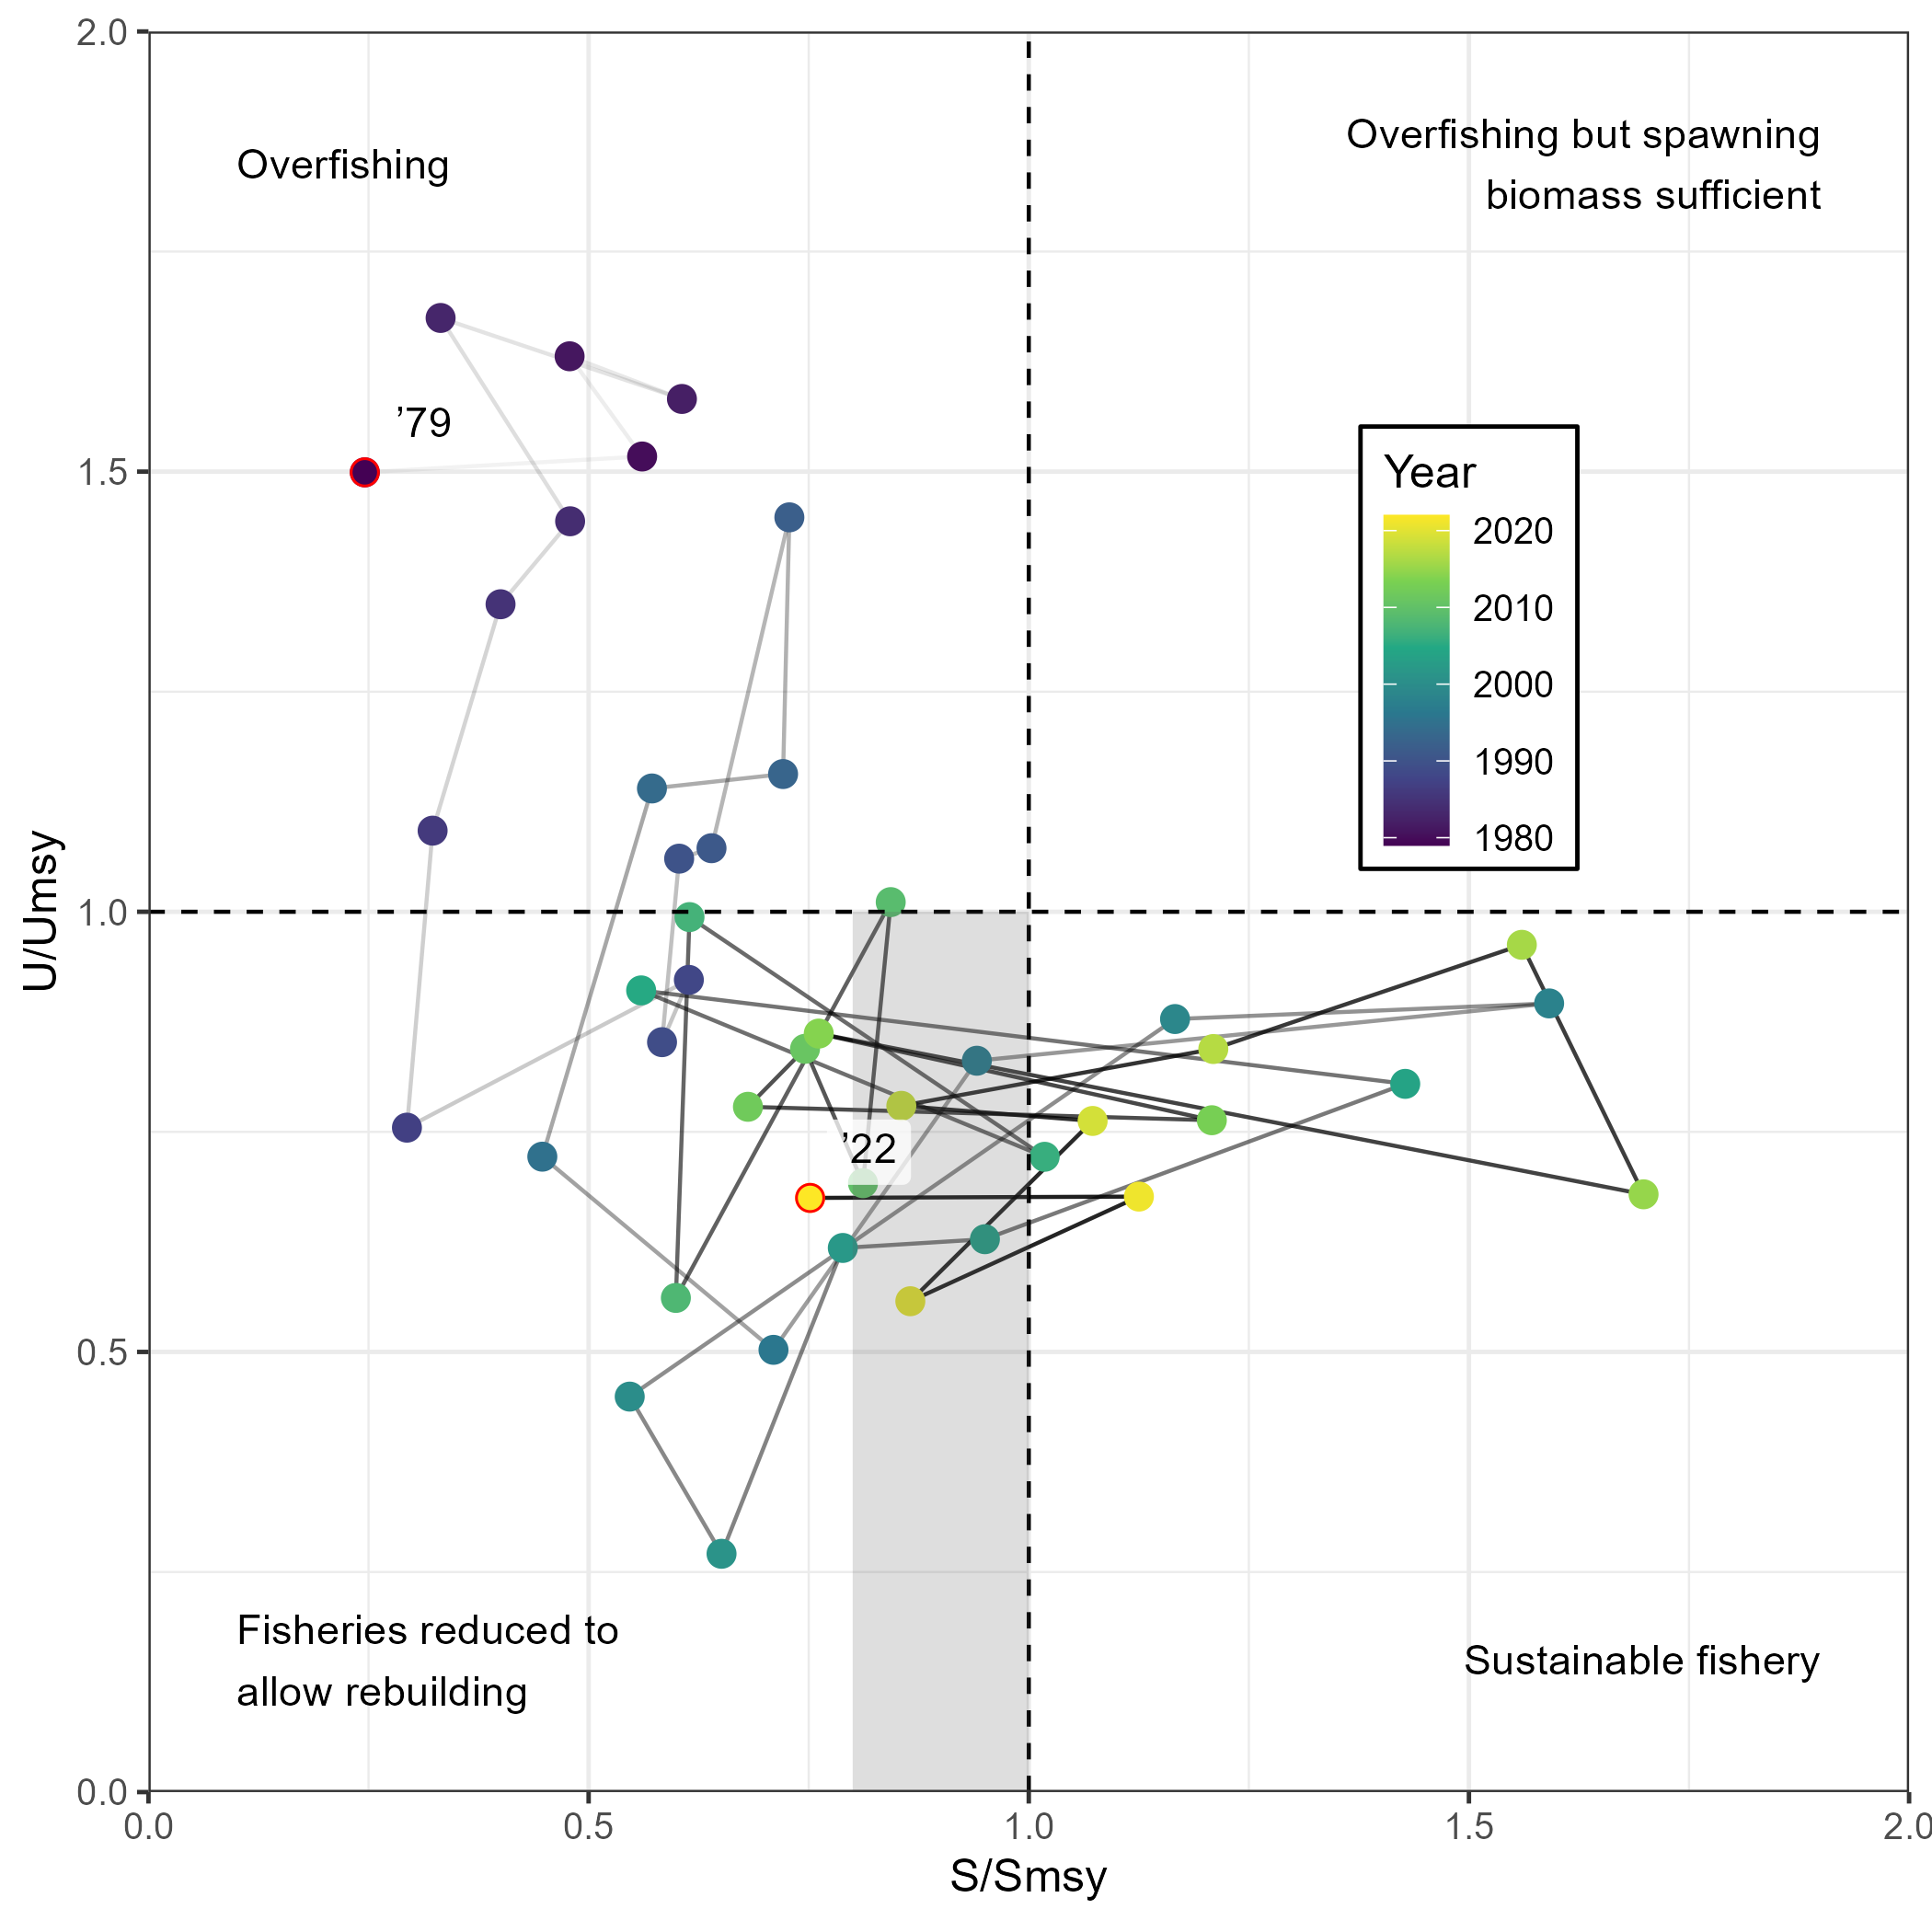 2.0
Overfishing but spawning
biomass sufficient
Overfishing
’79
1.5
Year
2020
2010
2000
1990
1980
U/Umsy
1.0
’22
0.5
Fisheries reduced to
allow rebuilding
Sustainable fishery
0.0
0.0
0.5
1.0
1.5
2.0
S/Smsy